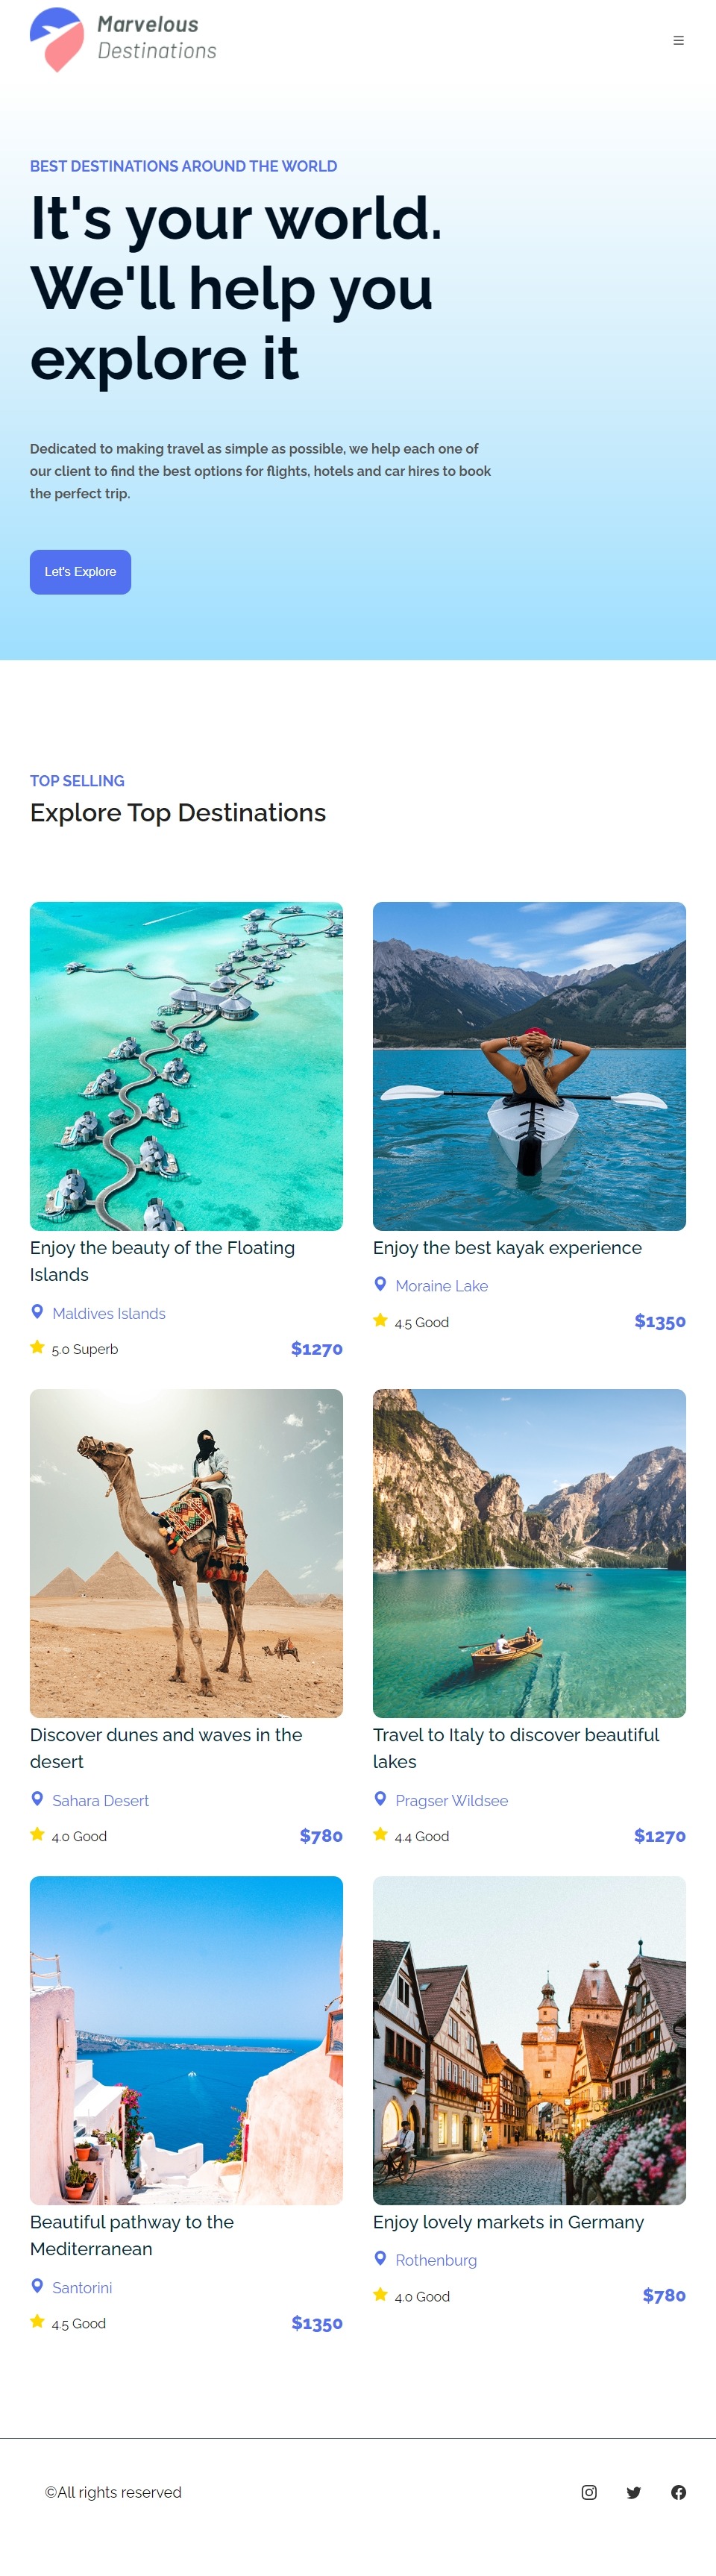 Marvelous
Destinations
BEST DESTINATIONS AROUND THE WORLD
It's your world.
We'll help you
explore it
Dedicated to making travel as simple as possible, we help each one of
our client to find the best options for flights, hotels and car hires to book
the perfect trip.
Let's Explore
TOP SELLING
Explore Top Destinations
Enjoy the beauty of the Floating
Islands
Maldives Islands
5.0 Superb
$1270
Enjoy the best kayak experience
Moraine Lake
4.5 Good
$1350
Discover dunes and waves in the
desert
Sahara Desert
4.0 Good
$780
Travel to Italy to discover beautiful
lakes
Pragser Wildsee
4.4 Good
$1270
Beautiful pathway to the
Mediterranean
Santorini
4.5 Good
$1350
Enjoy lovely markets in Germany
Rothenburg
4.0 Good
$780
©All rights reserved